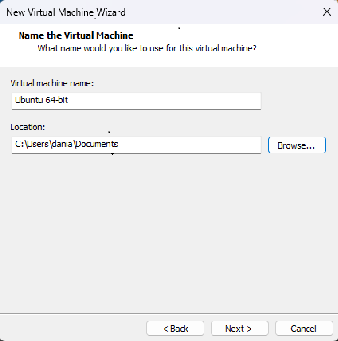 New Virtual Machine Wizard
Name the Virtual Machine
What name would you like to use for this virtual machine?
Virtual machine name:
Ubuntu 64-bit
Location:
C:\Users\dania\Documents
Browse...
< Back
Next >
Cancel